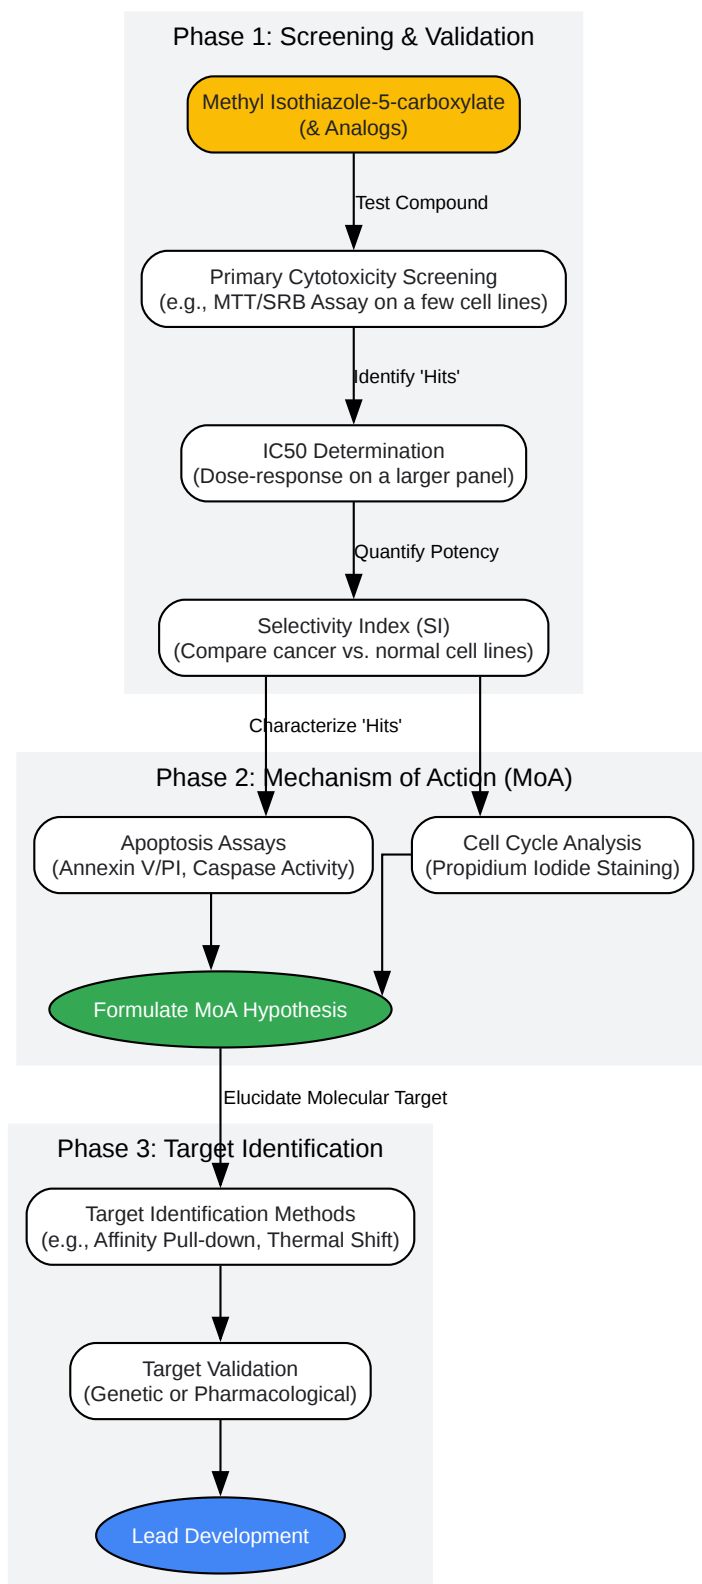 Phase 1: Screening & Validation
Methyl Isothiazole-5-carboxylate
(& Analogs)
Test Compound
Primary Cytotoxicity Screening
(e.g., MTT/SRB Assay on a few cell lines)
Identify 'Hits'
IC50 Determination
(Dose-response on a larger panel)
Quantify Potency
Selectivity Index (SI)
(Compare cancer vs. normal cell lines)
Characterize 'Hits'
Phase 2: Mechanism of Action (MoA)
Apoptosis Assays
(Annexin V/PI, Caspase Activity)
Cell Cycle Analysis
(Propidium Iodide Staining)
Formulate MoA Hypothesis
Elucidate Molecular Target
Phase 3: Target Identification
Target Identification Methods
(e.g., Affinity Pull-down, Thermal Shift)
Target Validation
(Genetic or Pharmacological)
Lead Development